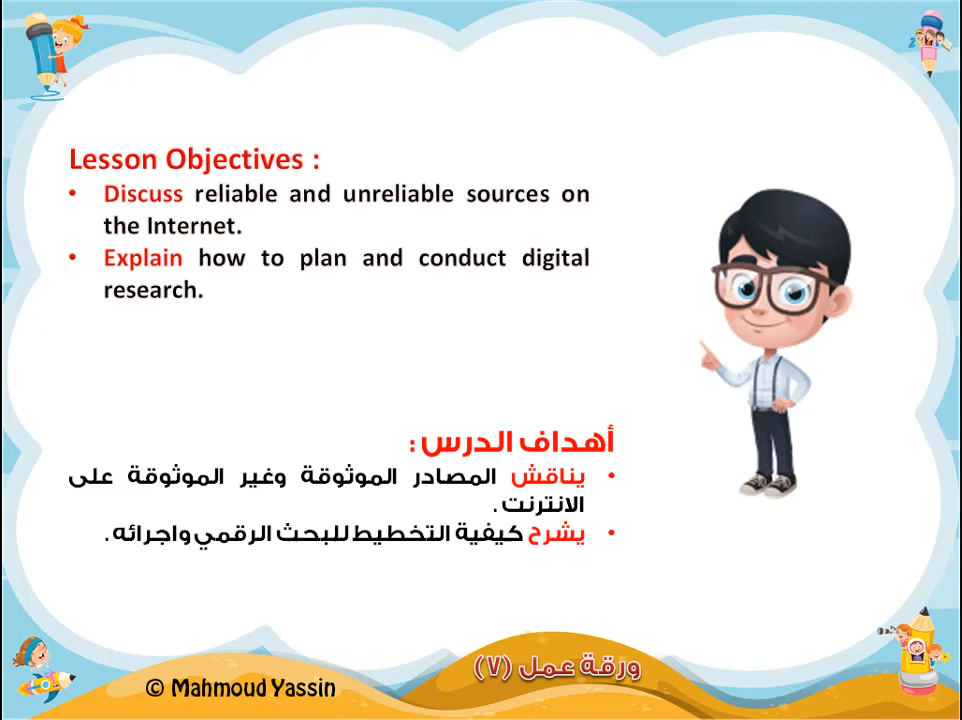 Lesson Objectives :
• Discuss reliable and unreliable sources on
the Internet.
• Explain how to plan and conduct digital
research.
أهداف الدرس :
• يناقش المصادر الموثوقة وغير الموثوقة على
الانترنت .
• يشرح كيفية التخطيط للبحث الرقمي واجرائه .
ورقة عمل (٧)
© Mahmoud Yassin